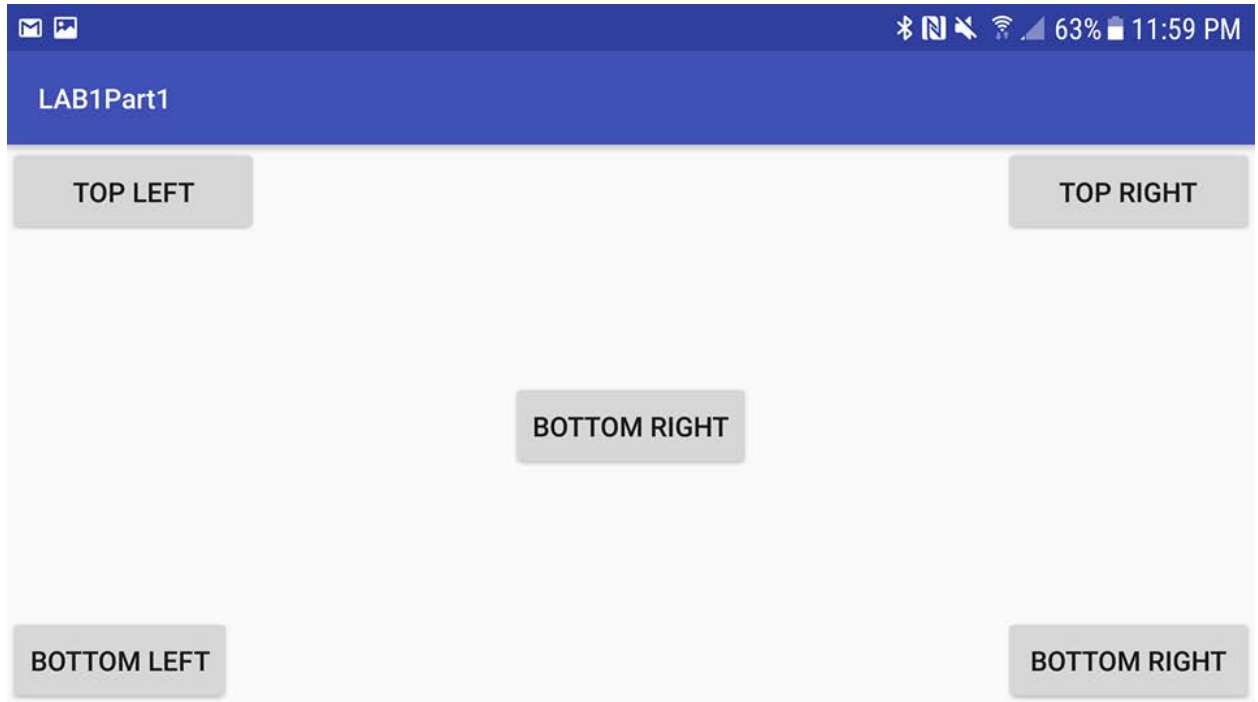 63% 11:59 PM
LAB1Part1
TOP LEFT
TOP RIGHT
BOTTOM RIGHT
BOTTOM LEFT
BOTTOM RIGHT